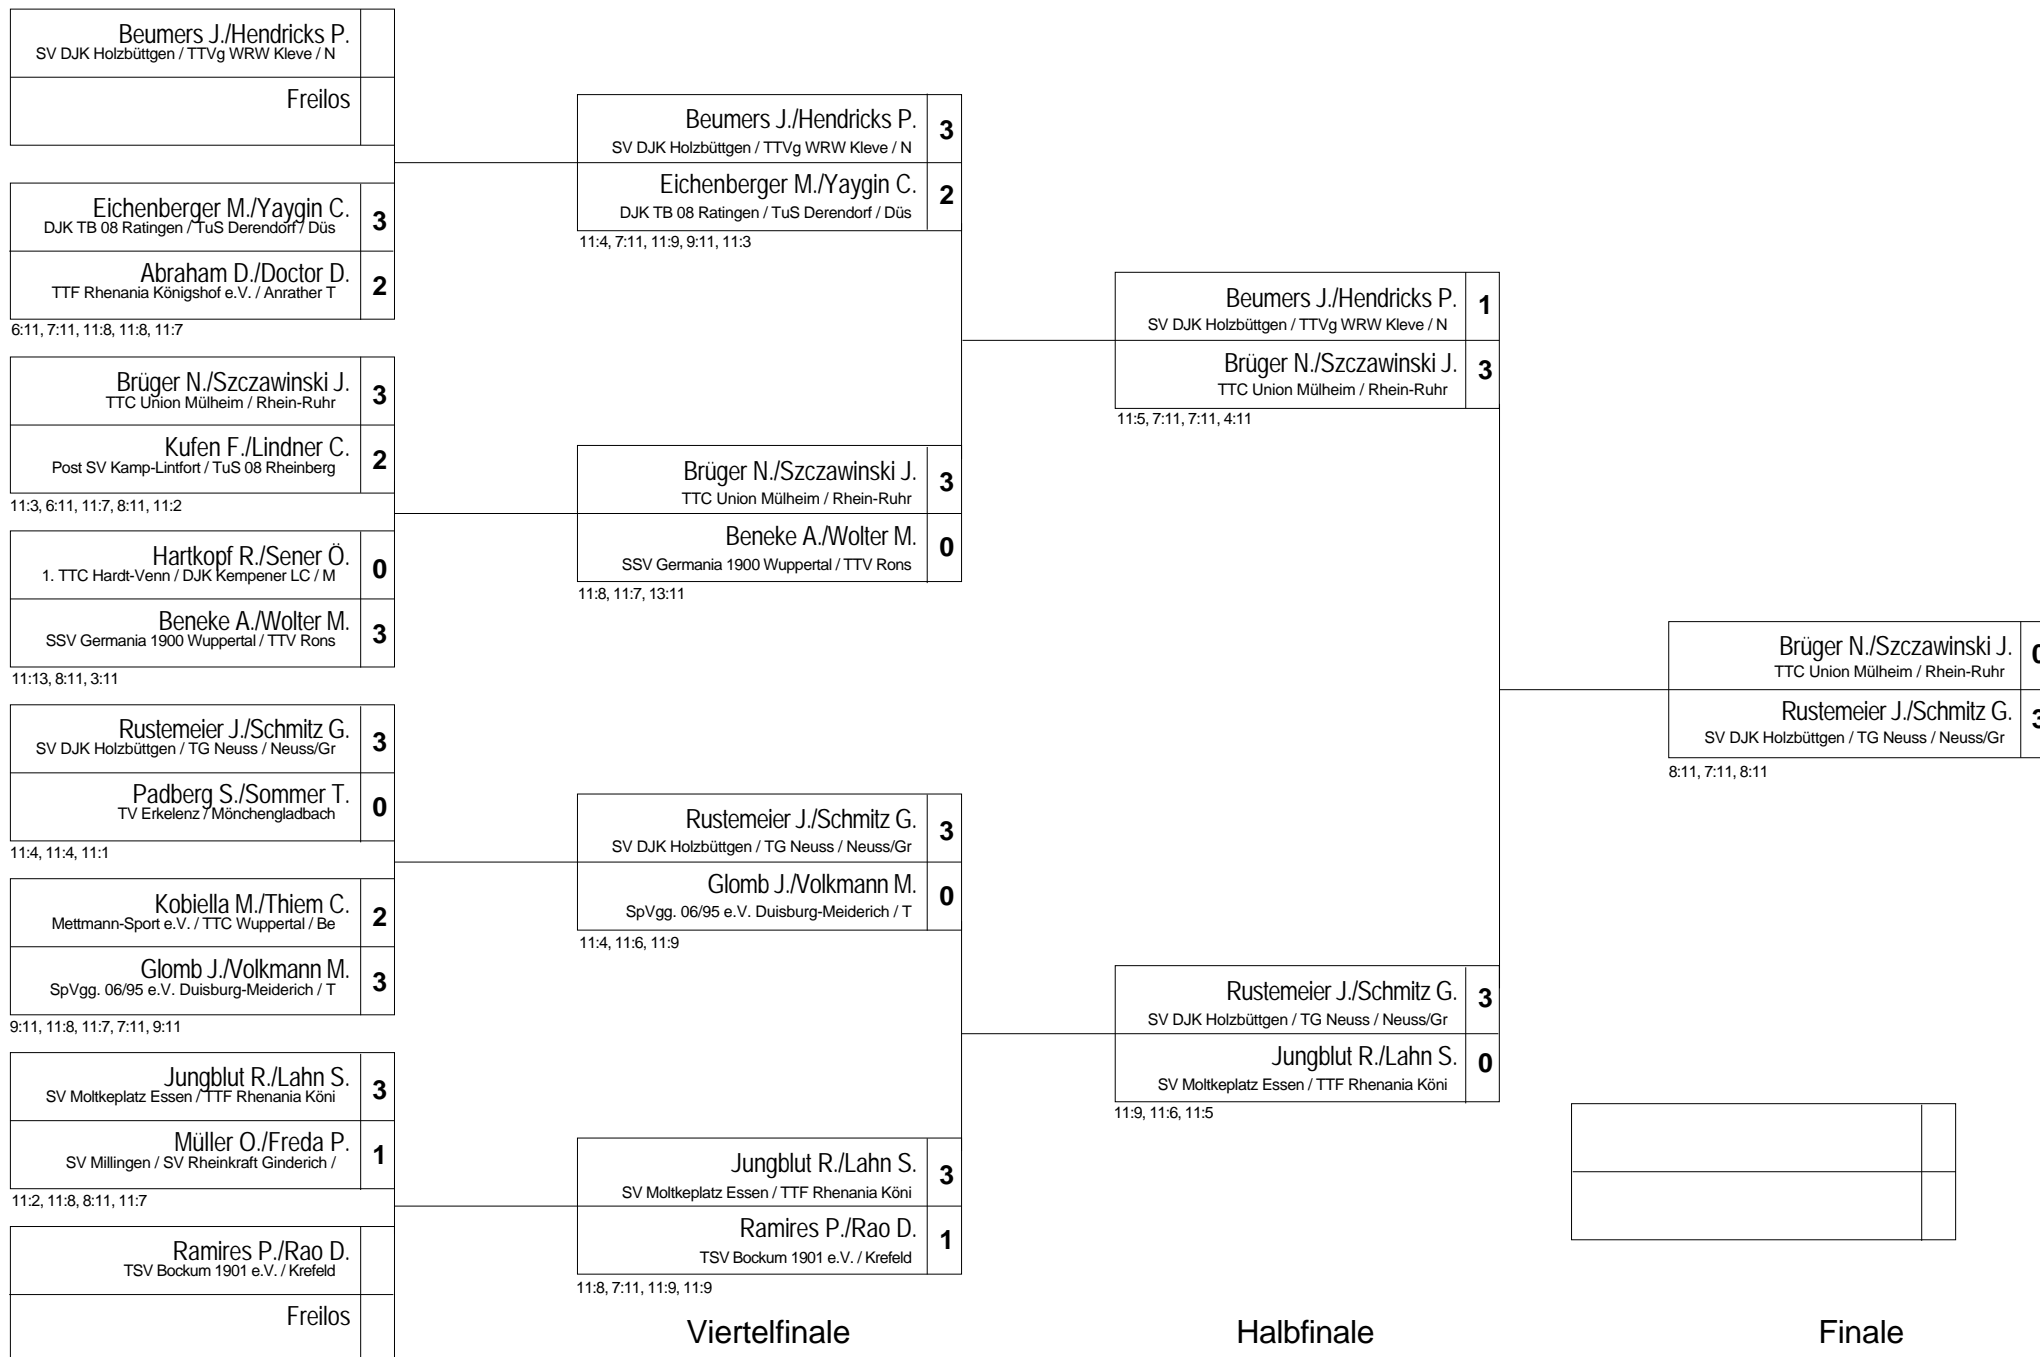 Beumers J./Hendricks P.
SV DJK Holzbüttgen / TTVg WRW Kleve / N
Freilos
Eichenberger M./Yaygin C.
3
DJK TB 08 Ratingen / TuS Derendorf / Düs
Abraham D./Doctor D.
2
TTF Rhenania Königshof e.V. / Anrather T
6:11, 7:11, 11:8, 11:8, 11:7
Brüger N./Szczawinski J.
3
TTC Union Mülheim / Rhein-Ruhr
Kufen F./Lindner C.
2
Post SV Kamp-Lintfort / TuS 08 Rheinberg
11:3, 6:11, 11:7, 8:11, 11:2
Hartkopf R./Sener Ö.
0
1. TTC Hardt-Venn / DJK Kempener LC / M
Beneke A./Wolter M.
3
SSV Germania 1900 Wuppertal / TTV Rons
11:13, 8:11, 3:11
Rustemeier J./Schmitz G.
3
SV DJK Holzbüttgen / TG Neuss / Neuss/Gr
Padberg S./Sommer T.
0
TV Erkelenz / Mönchengladbach
11:4, 11:4, 11:1
Kobiella M./Thiem C.
2
Mettmann-Sport e.V. / TTC Wuppertal / Be
Glomb J./Volkmann M.
3
SpVgg. 06/95 e.V. Duisburg-Meiderich / T
9:11, 11:8, 11:7, 7:11, 9:11
Jungblut R./Lahn S.
3
SV Moltkeplatz Essen / TTF Rhenania Köni
Müller O./Freda P.
1
SV Millingen / SV Rheinkraft Ginderich /
11:2, 11:8, 8:11, 11:7
Ramires P./Rao D.
TSV Bockum 1901 e.V. / Krefeld
Freilos
Beumers J./Hendricks P.
3
SV DJK Holzbüttgen / TTVg WRW Kleve / N
Eichenberger M./Yaygin C.
2
DJK TB 08 Ratingen / TuS Derendorf / Düs
11:4, 7:11, 11:9, 9:11, 11:3
Brüger N./Szczawinski J.
3
TTC Union Mülheim / Rhein-Ruhr
Beneke A./Wolter M.
0
SSV Germania 1900 Wuppertal / TTV Rons
11:8, 11:7, 13:11
Rustemeier J./Schmitz G.
3
SV DJK Holzbüttgen / TG Neuss / Neuss/Gr
Glomb J./Volkmann M.
0
SpVgg. 06/95 e.V. Duisburg-Meiderich / T
11:4, 11:6, 11:9
Jungblut R./Lahn S.
3
SV Moltkeplatz Essen / TTF Rhenania Köni
Ramires P./Rao D.
1
TSV Bockum 1901 e.V. / Krefeld
11:8, 7:11, 11:9, 11:9
Viertelfinale
Beumers J./Hendricks P.
1
SV DJK Holzbüttgen / TTVg WRW Kleve / N
Brüger N./Szczawinski J.
3
TTC Union Mülheim / Rhein-Ruhr
11:5, 7:11, 7:11, 4:11
Rustemeier J./Schmitz G.
3
SV DJK Holzbüttgen / TG Neuss / Neuss/Gr
Jungblut R./Lahn S.
0
SV Moltkeplatz Essen / TTF Rhenania Köni
11:9, 11:6, 11:5
Halbfinale
Brüger N./Szczawinski J.
0
TTC Union Mülheim / Rhein-Ruhr
Rustemeier J./Schmitz G.
3
SV DJK Holzbüttgen / TG Neuss / Neuss/Gr
8:11, 7:11, 8:11
Finale